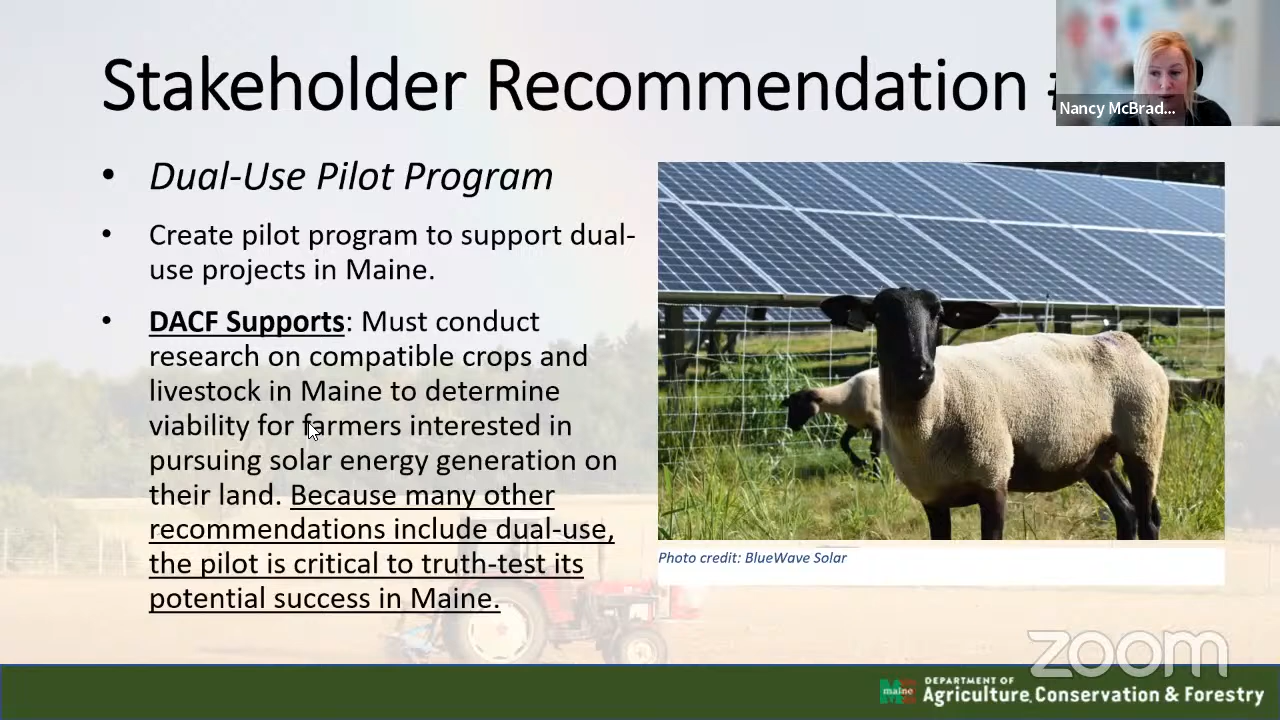 Stakeholder Recommendation
Nancy McBrad...
• Dual-Use Pilot Program
• Create pilot program to support dual-
use projects in Maine.
• DACF Supports: Must conduct
research on compatible crops and
livestock in Maine to determine
viability for farmers interested in
pursuing solar energy generation on
their land. Because many other
recommendations include dual-use,
the pilot is critical to truth-test its
potential success in Maine.
Photo credit: BlueWave Solar
zoom
maine
DEPARTMENT OF
Agriculture, Conservation & Forestry